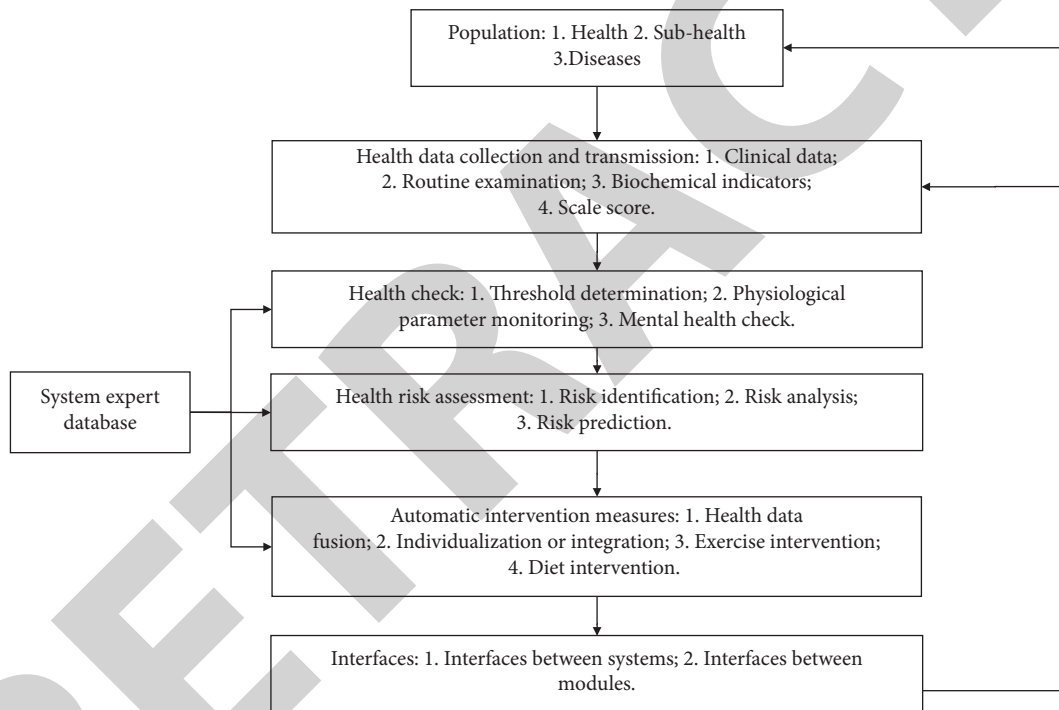 Population: 1. Health 2. Sub-health
3.Diseases
Health data collection and transmission: 1. Clinical data;
2. Routine examination; 3. Biochemical indicators;
4. Scale score.
Health check: 1. Threshold determination; 2. Physiological
parameter monitoring; 3. Mental health check.
System expert
database
Health risk assessment: 1. Risk identification; 2. Risk analysis;
3. Risk prediction.
Automatic intervention measures: 1. Health data
fusion; 2. Individualization or integration; 3. Exercise intervention;
4. Diet intervention.
Interfaces: 1. Interfaces between systems; 2. Interfaces between
modules.
RETRAC